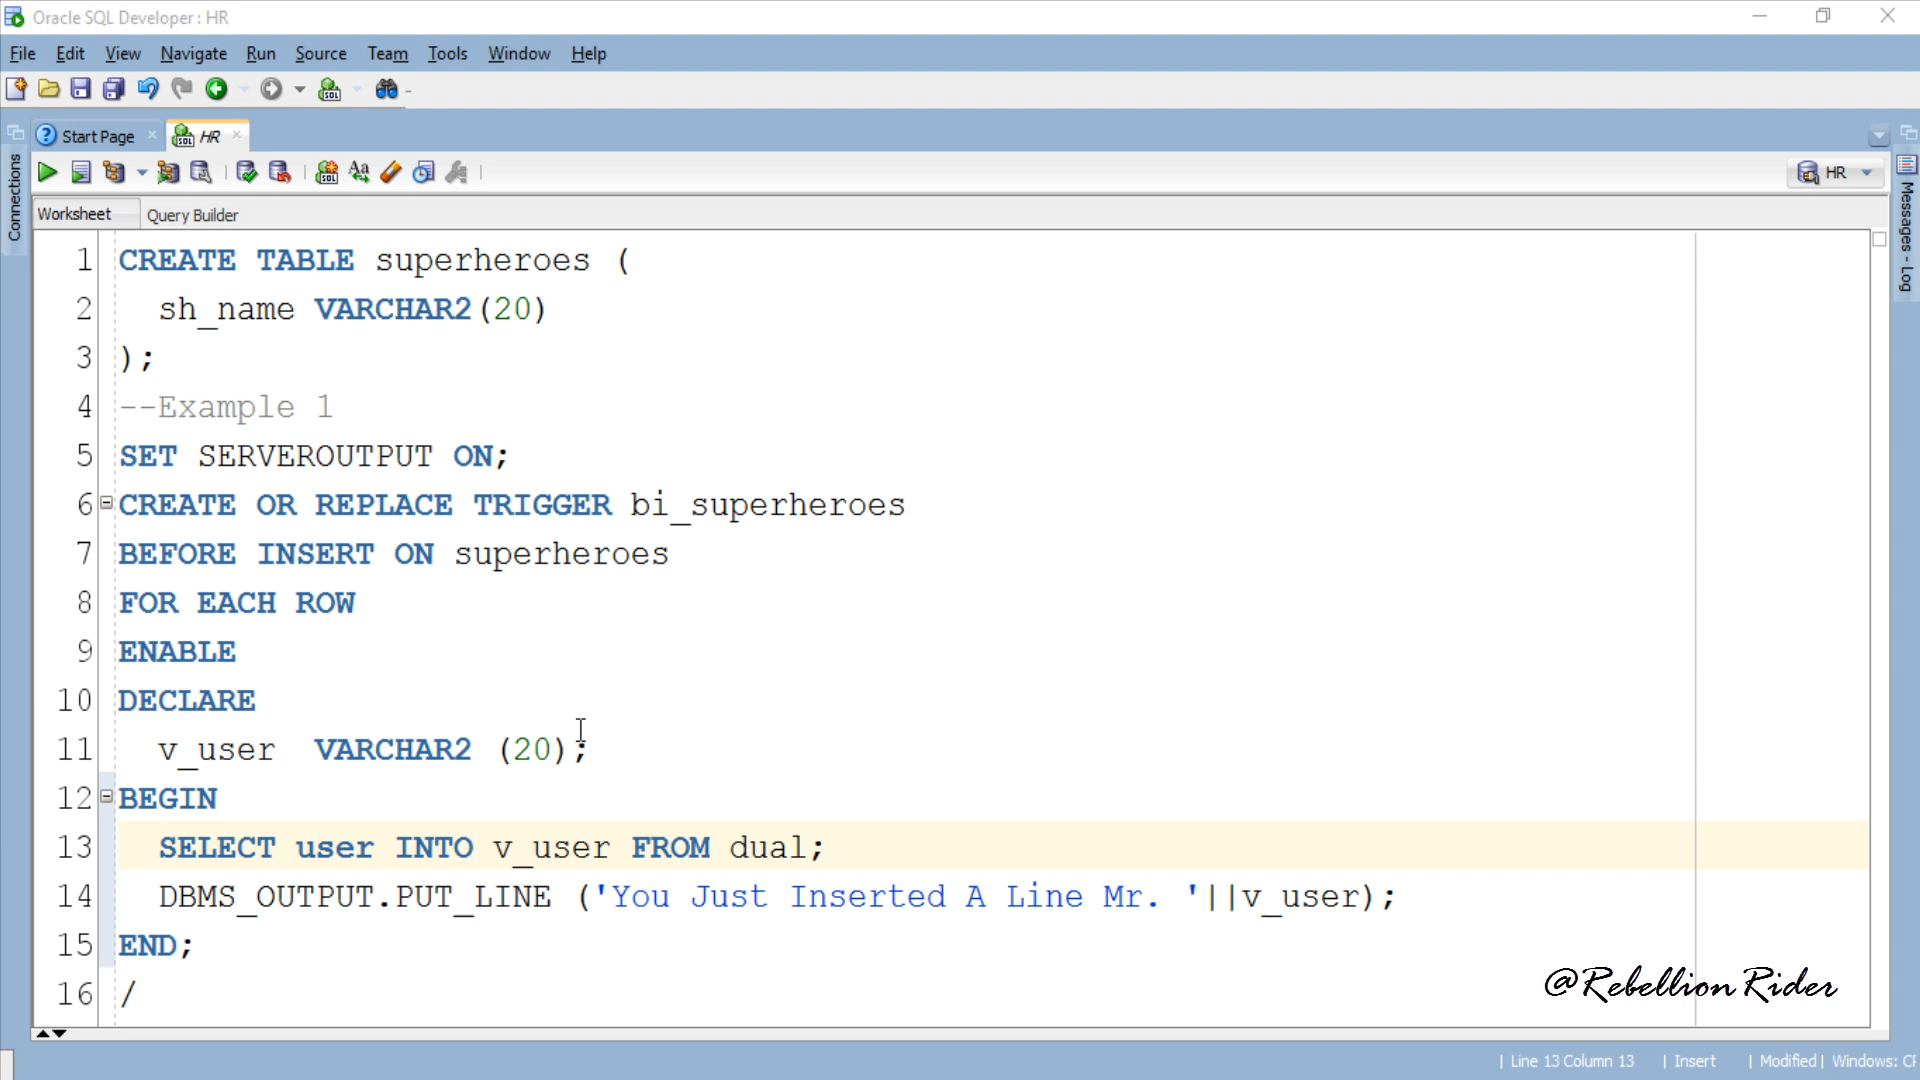 Oracle SQL Developer : HR
File Edit View Navigate Run Source Team Tools Window Help
Start Page HR
HR
Worksheet Query Builder
Connections
Messages - Log
1 CREATE TABLE superheroes (
2 sh_name VARCHAR2(20)
3 );
4 --Example 1
5 SET SERVEROUTPUT ON;
6 CREATE OR REPLACE TRIGGER bi_superheroes
7 BEFORE INSERT ON superheroes
8 FOR EACH ROW
9 ENABLE
10 DECLARE
11 v_user VARCHAR2 (20);
12 BEGIN
13 SELECT user INTO v_user FROM dual;
14 DBMS_OUTPUT.PUT_LINE ('You Just Inserted A Line Mr. '||v_user);
15 END;
16 /
@Rebellion Rider
| Line 13 Column 13 | Insert | Modified | Windows: CF